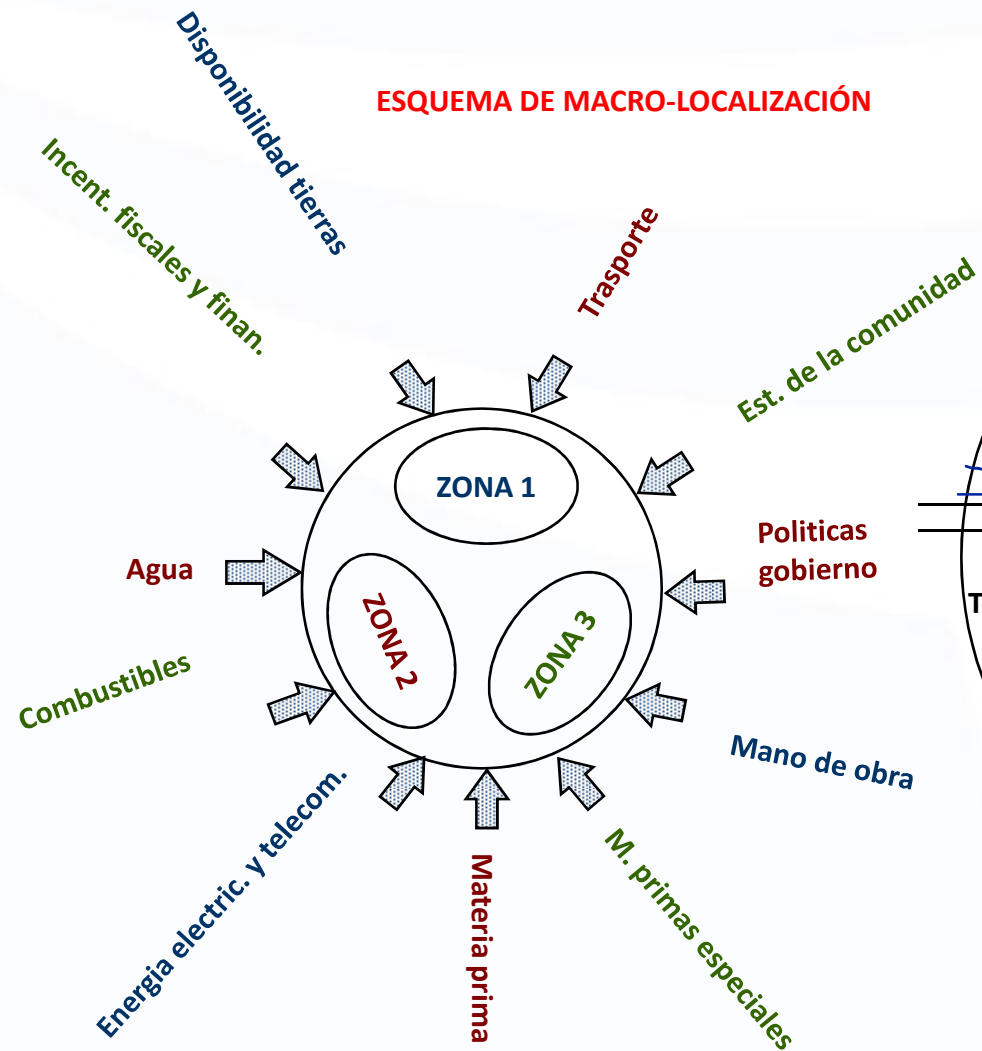 ESQUEMA DE MACRO-LOCALIZACIÓN
Disponibilidad tierras
Incent. fiscales y finan.
Trasporte
Est. de la comunidad
ZONA 1
Politicas
gobierno
Agua
ZONA 2
ZONA 3
Combustibles
Mano de obra
Energia electric. y telecom.
Materia prima
M. primas especiales